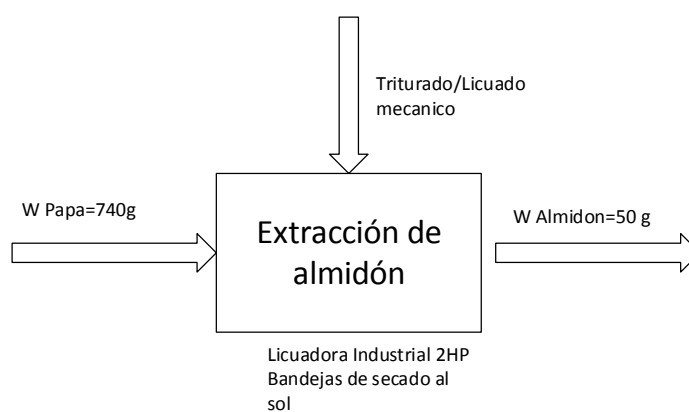 Triturado/Licuado
mecanico
W Papa=740g
W Almidon=50 g
Extracción de
almidón
Licuadora Industrial 2HP
Bandejas de secado al
sol